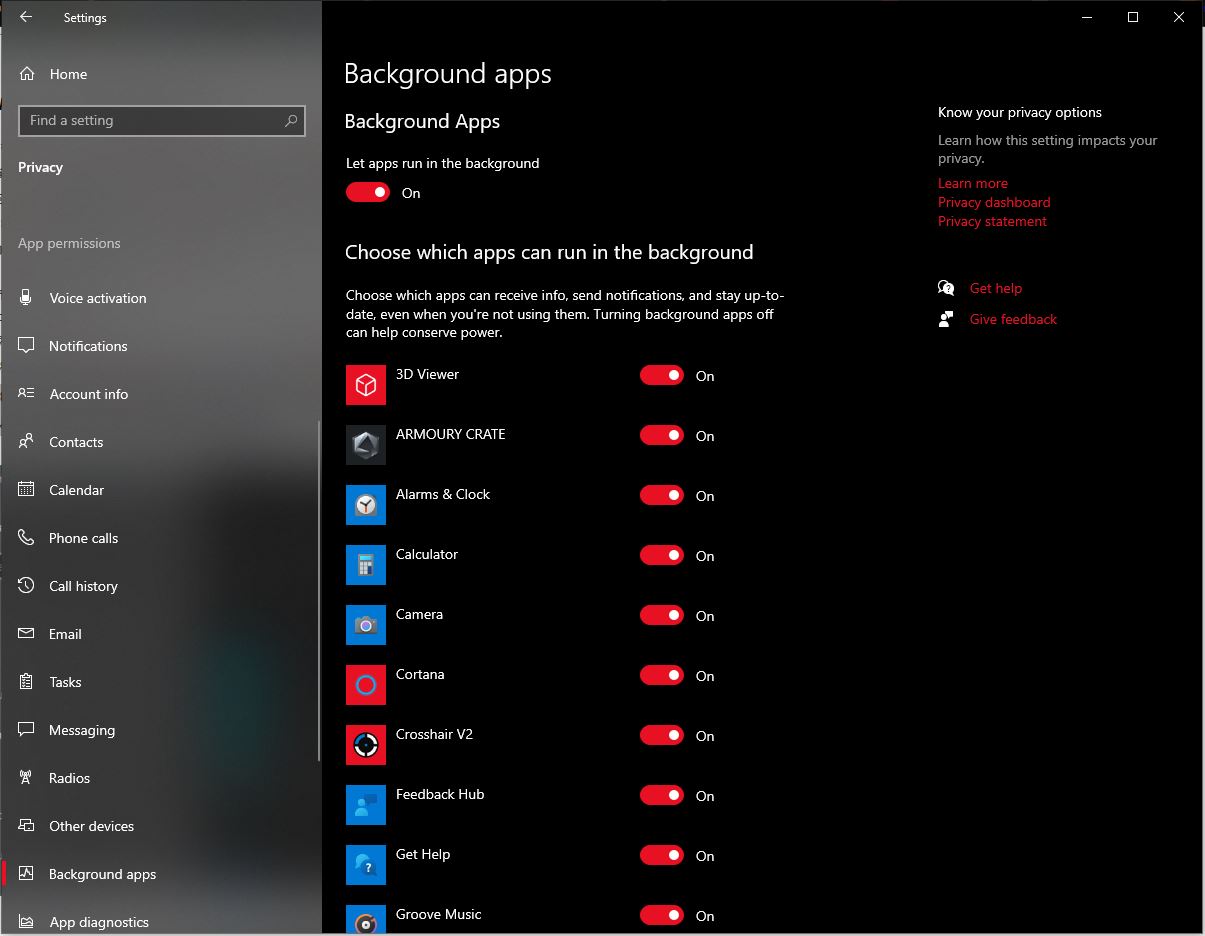 Settings
Home
Find a setting
Privacy
App permissions
Voice activation
Notifications
Account info
Contacts
Calendar
Phone calls
Call history
Email
Tasks
Messaging
Radios
Other devices
Background apps
App diagnostics
Background apps
Background Apps
Let apps run in the background
On
Choose which apps can run in the background
Choose which apps can receive info, send notifications, and stay up-to-
date, even when you're not using them. Turning background apps off
can help conserve power.
3D Viewer On
ARMOURY CRATE On
Alarms & Clock On
Calculator On
Camera On
Cortana On
Crosshair V2 On
Feedback Hub On
Get Help On
Groove Music On
Know your privacy options
Learn how this setting impacts your
privacy.
Learn more
Privacy dashboard
Privacy statement
Get help
Give feedback